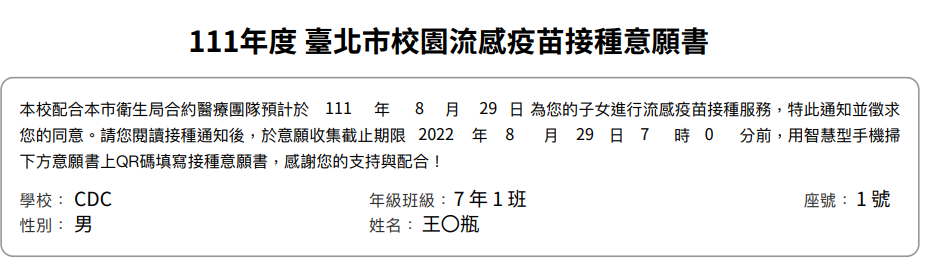 111年度 臺北市校園流感疫苗接種意願書
本校配合本市衛生局合約醫療團隊預計於 111 年 8 月 29 日 為您的子女進行流感疫苗接種服務，特此通知並徵求
您的同意。請您閱讀接種通知後，於意願收集截止期限 2022 年 8 月 29 日 7 時 0 分前，用智慧型手機掃
下方意願書上QR碼填寫接種意願書，感謝您的支持與配合！
學校： CDC 年級班級：7 年 1 班 座號： 1 號
性別： 男 姓名： 王〇瓶